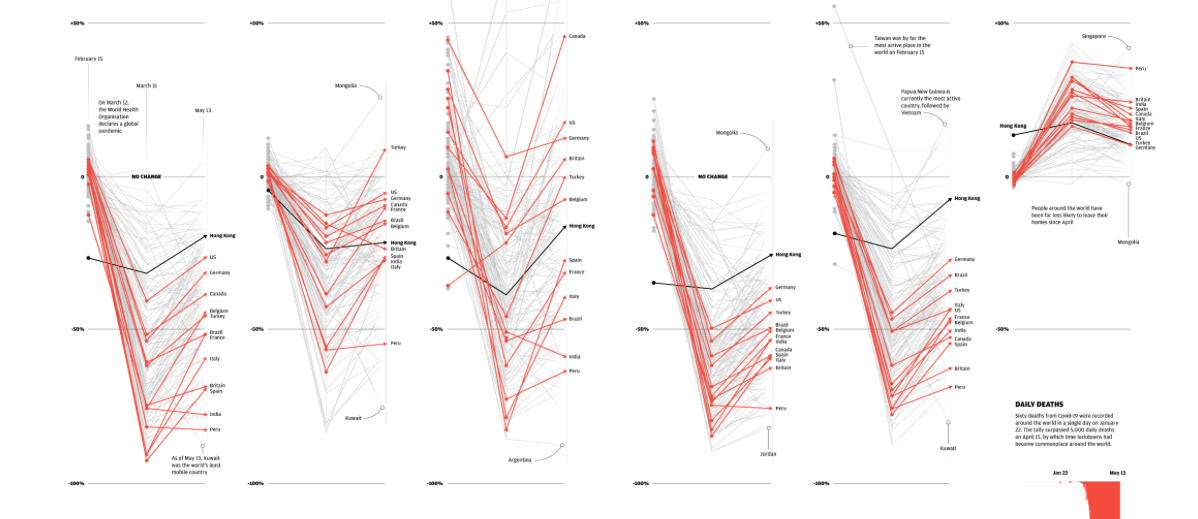 +50%
February 15
March 31
May 13
On March 12,
the World Health
Organisation
declares a global
pandemic
0
NO CHANGE
Hong Kong
US
Germany
Canada
Belgium
Turkey
Brazil
France
Italy
Britain
Spain
India
Peru
-50%
As of May 13, Kuwait
was the world's least
mobile country
-100%
+50%
Mongolia
Turkey
0
US
Germany
Canada
France
Brazil
Belgium
Hong Kong
Britain
Spain
India
Italy
-50%
Peru
Kuwait
-100%
+50%
Canada
US
Germany
Britain
0
Turkey
Belgium
Hong Kong
Spain
France
Italy
-50%
Brazil
India
Peru
Argentina
-100%
+50%
Mongolia
0
NO CHANGE
Hong Kong
Germany
US
Turkey
-50%
Brazil
Belgium
France
India
Canada
Spain
Italy
Britain
Peru
Jordan
-100%
+50%
Taiwan was by far the
most active place in the
world on February 15
Papua New Guinea is
currently the most active
country, followed by
Vietnam
0
Hong Kong
Germany
Brazil
Turkey
Italy
US
France
Belgium
-50%
India
Canada
Spain
Britain
Peru
Kuwait
-100%
+50%
Singapore
Peru
Hong Kong
Britain
India
Spain
Canada
Italy
Belgium
France
Brazil
US
Turkey
Germany
0
People around the world have
been far less likely to leave their
homes since April
Mongolia
-50%
DAILY DEATHS
Sixty deaths from Covid-19 were recorded
around the world in a single day on January
22. The tally surpassed 5,000 daily deaths
on April 15, by which time lockdowns had
become commonplace around the world.
Jan 22
May 13